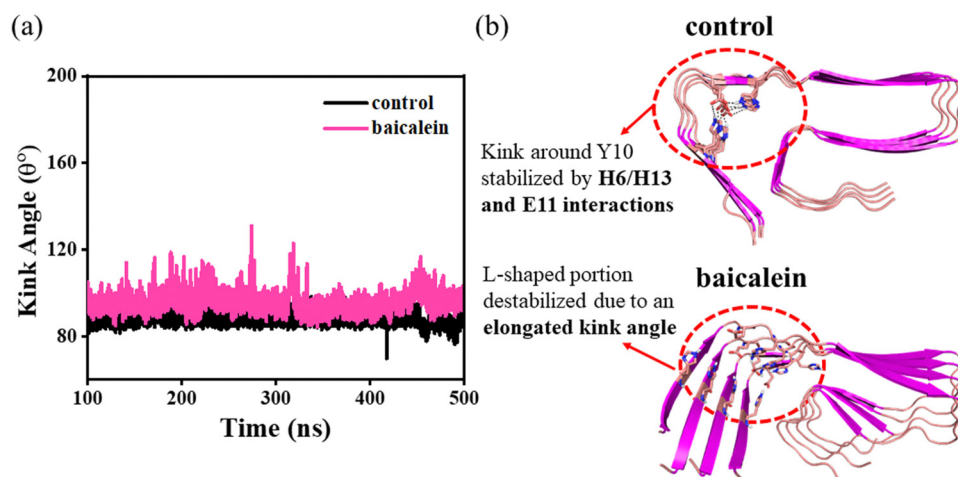 (a)
200
160
120
80
Kink Angle (θ°)
control
baicalein
100
200
300
400
500
Time (ns)
(b)
control
Kink around Y10
stabilized by H6/H13
and E11 interactions
baicalein
L-shaped portion
destabilized due to an
elongated kink angle